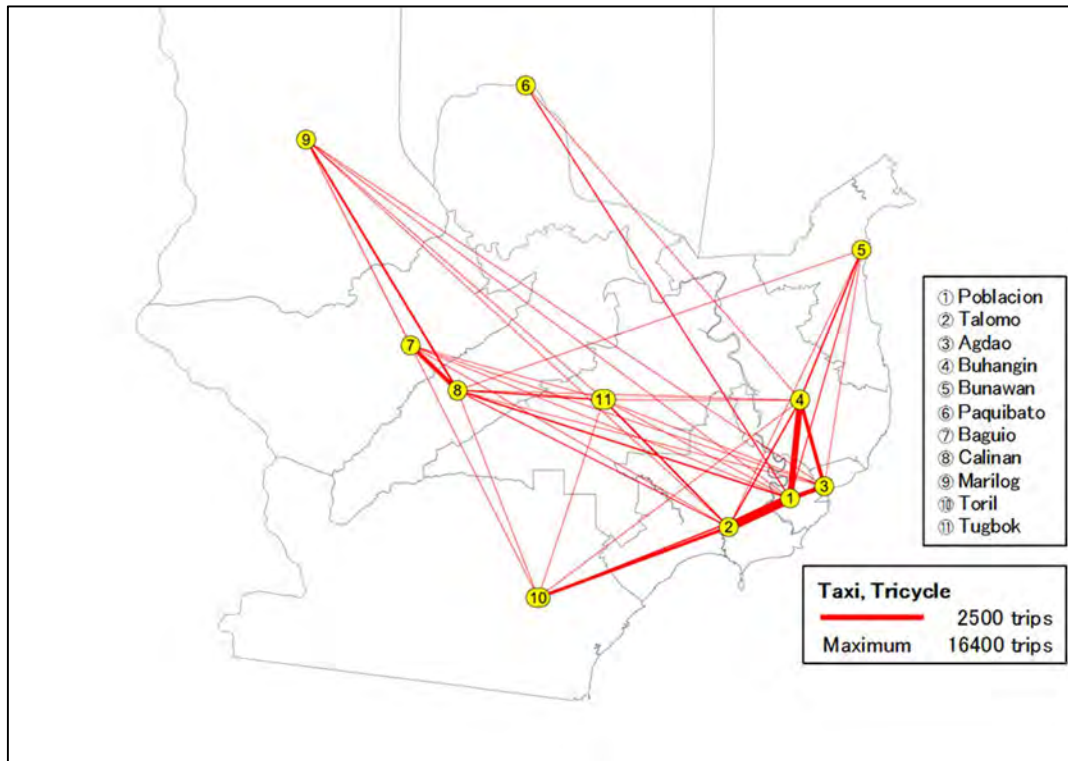 6
9
5
7
8
11
4
3
1
2
10
① Poblacion
② Talomo
③ Agdao
④ Buhangin
⑤ Bunawan
⑥ Paquibato
⑦ Baguio
⑧ Calinan
⑨ Marilog
⑩ Toril
⑪ Tugbok
Taxi, Tricycle
2500 trips
Maximum 16400 trips